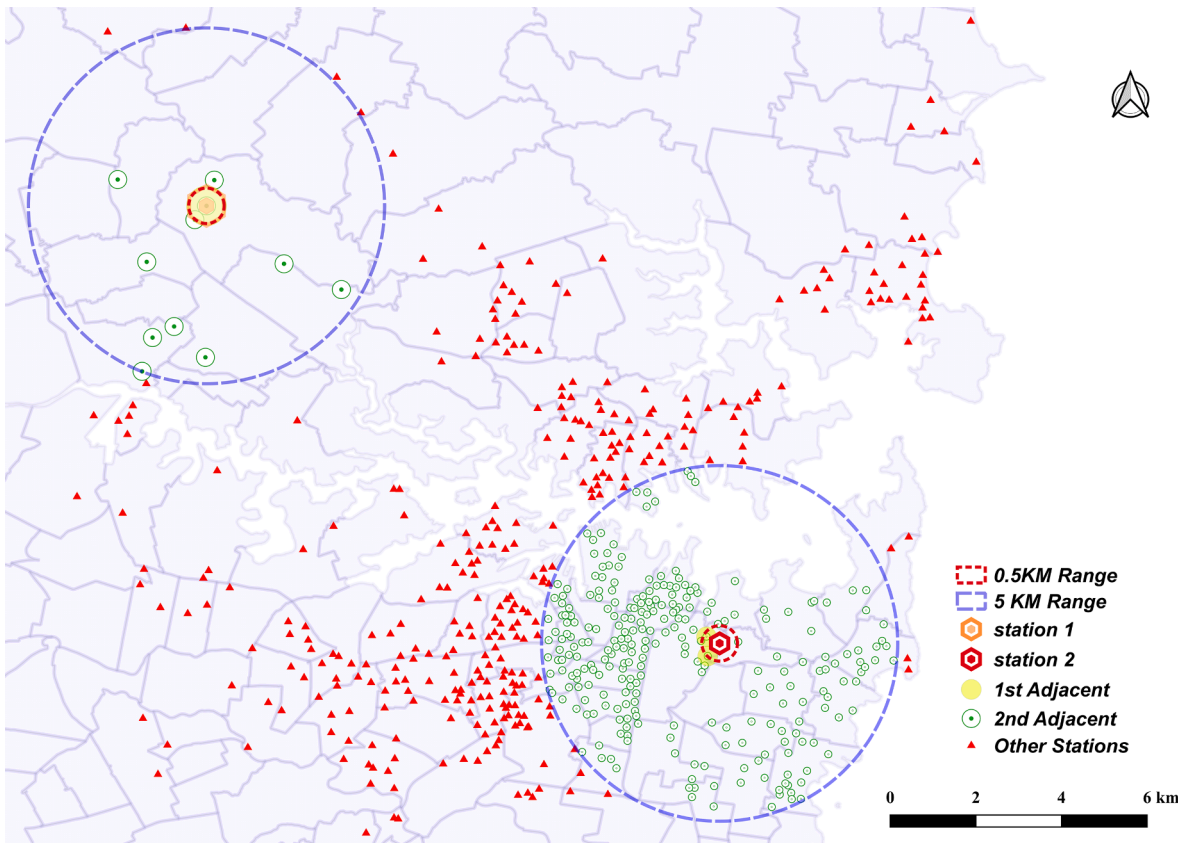 0.5KM Range
5 KM Range
station 1
station 2
1st Adjacent
2nd Adjacent
Other Stations
0 2 4 6 km